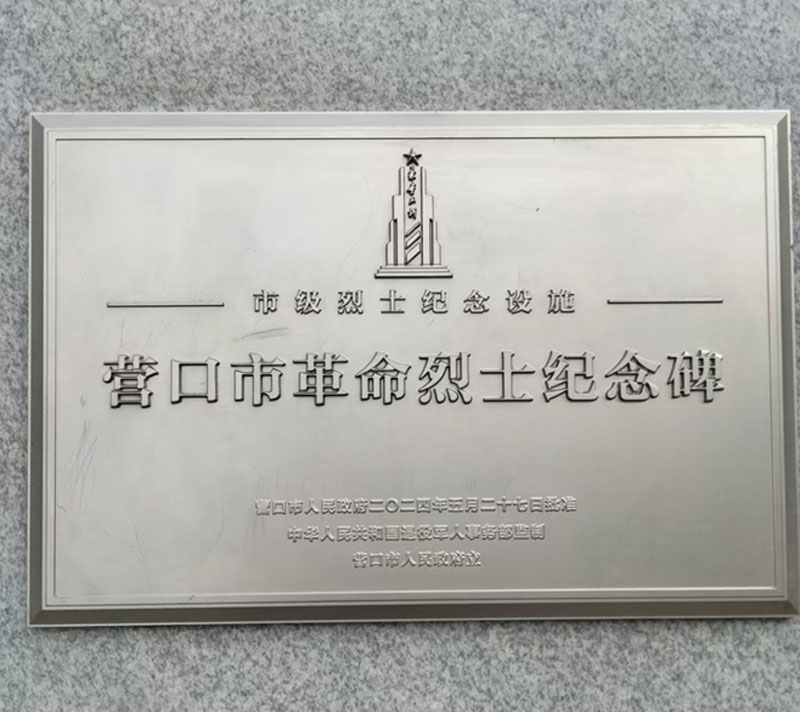 市级烈士纪念设施
营口市革命烈士纪念碑
营口市人民政府二〇二四年五月二十七日批准
中华人民共和国退役军人事务部监制
营口市人民政府立